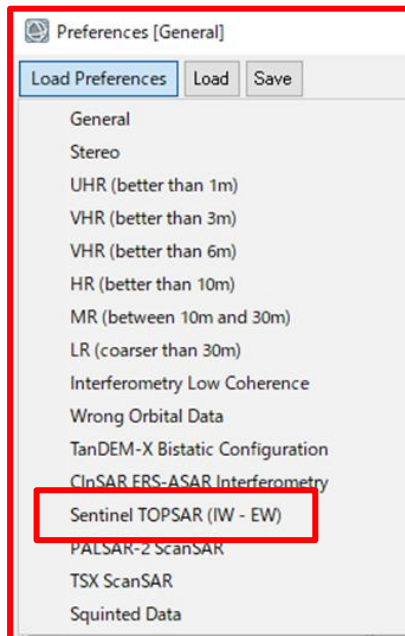 Preferences [General]
Load Preferences Load Save
General
Stereo
UHR (better than 1m)
VHR (better than 3m)
VHR (better than 6m)
HR (better than 10m)
MR (between 10m and 30m)
LR (coarser than 30m)
Interferometry Low Coherence
Wrong Orbital Data
TanDEM-X Bistatic Configuration
CInSAR ERS-ASAR Interferometry
Sentinel TOPSAR (IW - EW)
PALSAR-2 ScanSAR
TSX ScanSAR
Squinted Data